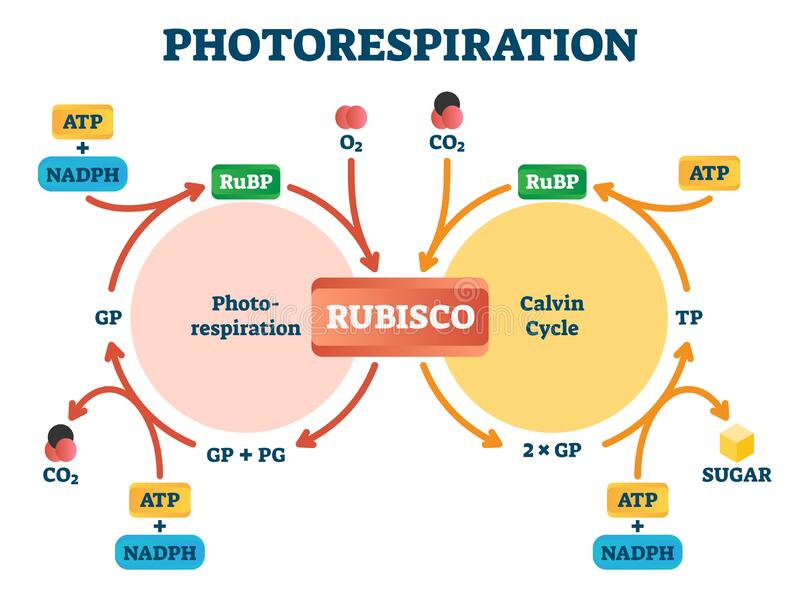 PHOTORESPIRATION
ATP
+
NADPH
RuBP
O₂
CO₂
RuBP
ATP
GP
Photo-
respiration
RUBISCO
Calvin
Cycle
TP
CO₂
GP + PG
2 × GP
SUGAR
ATP
+
NADPH
ATP
+
NADPH